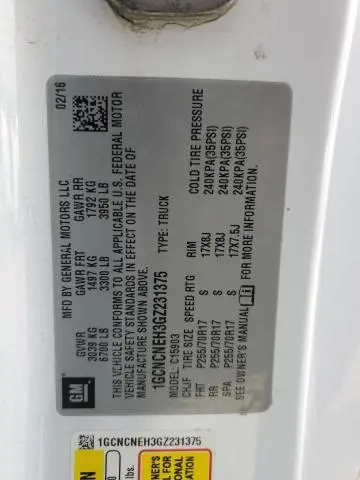 MFD BY GENERAL MOTORS LLC 02/16
GVWR GAWR FRT GAWR RR
3039 KG 1497 KG 1792 KG
6700 LB 3300 LB 3950 LB
THIS VEHICLE CONFORMS TO ALL APPLICABLE U.S. FEDERAL MOTOR
VEHICLE SAFETY STANDARDS IN EFFECT ON THE DATE OF
MANUFACTURE SHOWN ABOVE.
1GCNCNEH3GZ231375 TYPE: TRUCK
MODEL: C15903
CHJF TIRE SIZE SPEED RTG RIM COLD TIRE PRESSURE
FRT P255/70R17 S 17X8J 240KPA(35PSI)
RR P255/70R17 S 17X8J 240KPA(35PSI)
SPA P255/70R17 S 17X7.5J 240KPA(35PSI)
SEE OWNER'S MANUAL FOR MORE INFORMATION.
GM
1GCNCNEH3GZ231375
lbs.
OWNER'S
FOR
ADDITIONAL